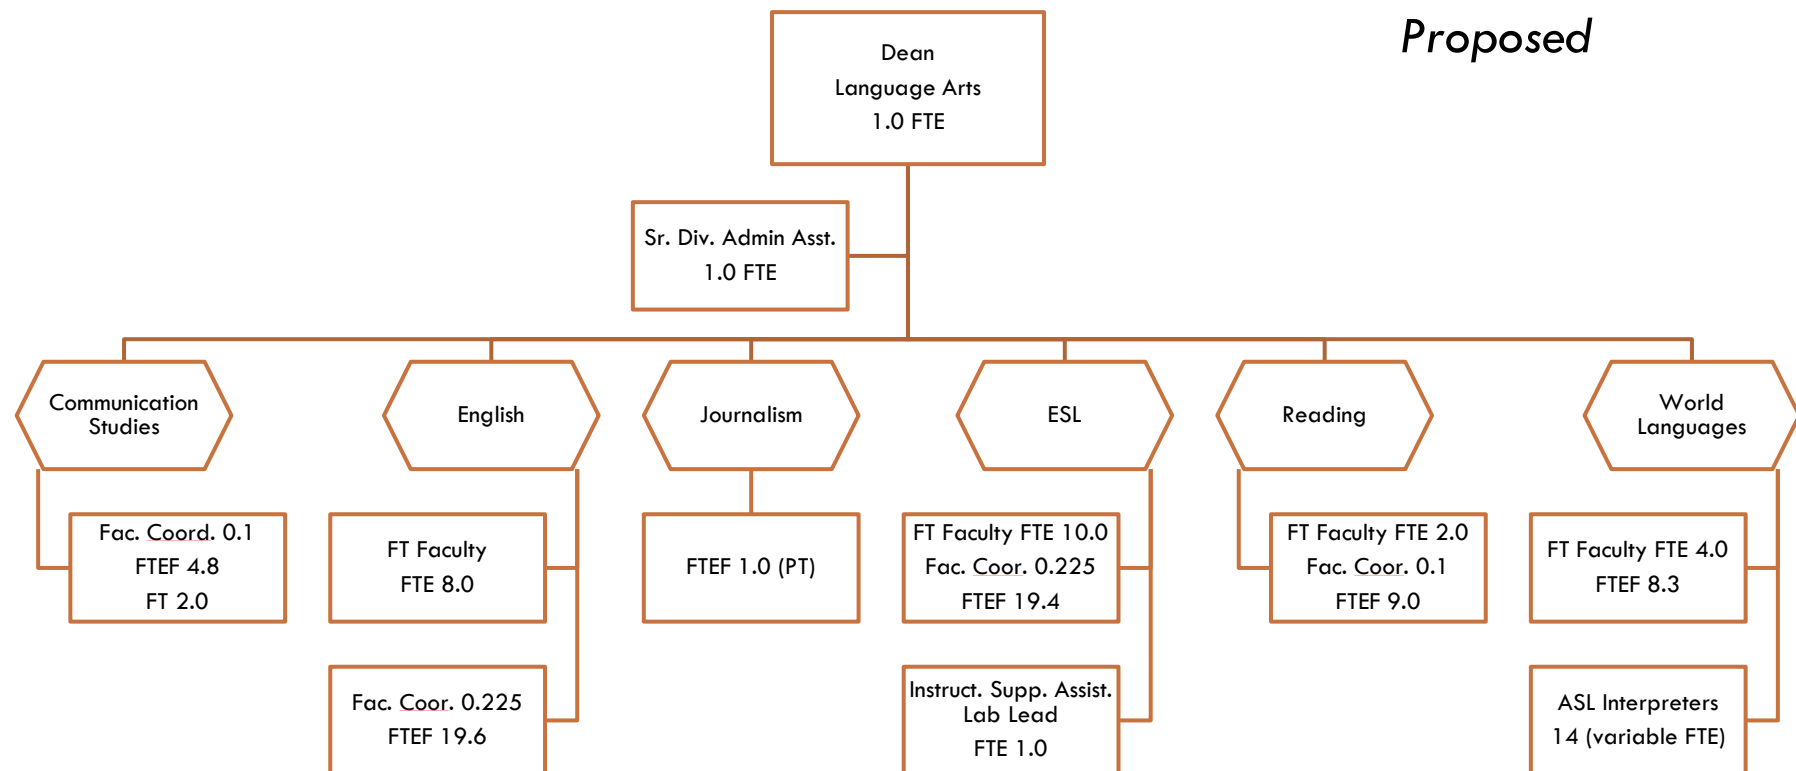 Proposed
Dean
Language Arts
1.0 FTE
Sr. Div. Admin Asst.
1.0 FTE
Communication
Studies
English
Journalism
ESL
Reading
World
Languages
Fac. Coord. 0.1
FTEF 4.8
FT 2.0
FT Faculty
FTE 8.0
FTEF 1.0 (PT)
FT Faculty FTE 10.0
Fac. Coor. 0.225
FTEF 19.4
FT Faculty FTE 2.0
Fac. Coor. 0.1
FTEF 9.0
FT Faculty FTE 4.0
FTEF 8.3
Fac. Coor. 0.225
FTEF 19.6
Instruct. Supp. Assist.
Lab Lead
FTE 1.0
ASL Interpreters
14 (variable FTE)